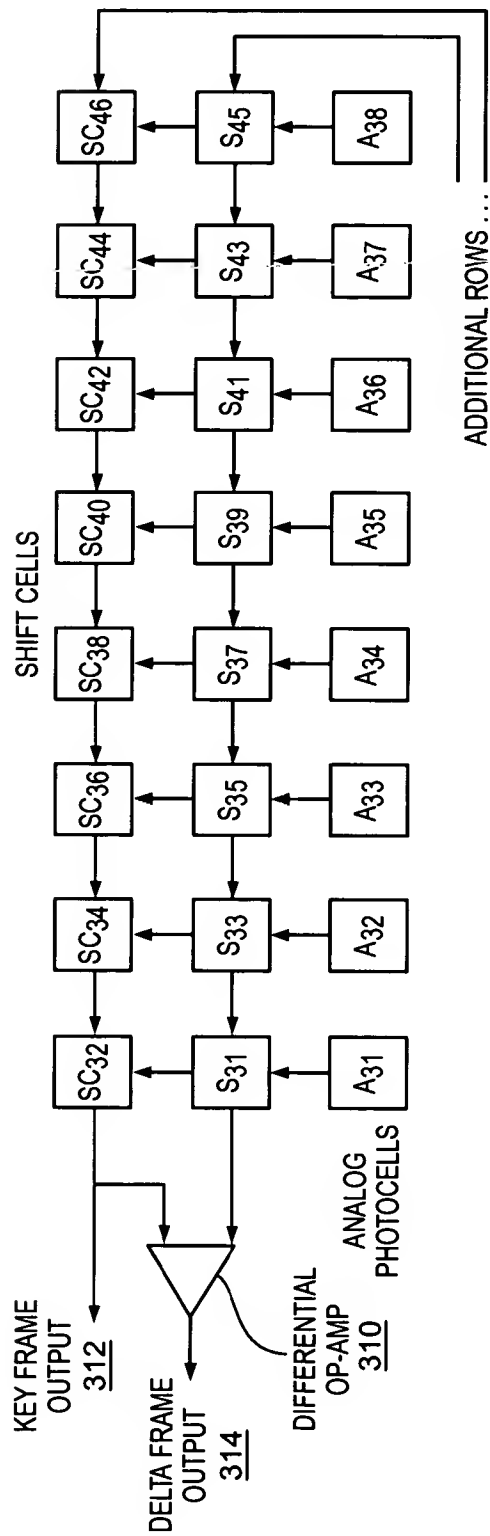 SHIFT CELLS
SC32 SC34 SC36 SC38 SC40 SC42 SC44 SC46
S31 S33 S35 S37 S39 S41 S43 S45
A31 A32 A33 A34 A35 A36 A37 A38
KEY FRAME
OUTPUT
312
DELTA FRAME
OUTPUT
314
DIFFERENTIAL
OP-AMP
310
ANALOG
PHOTOCELLS
ADDITIONAL ROWS ...